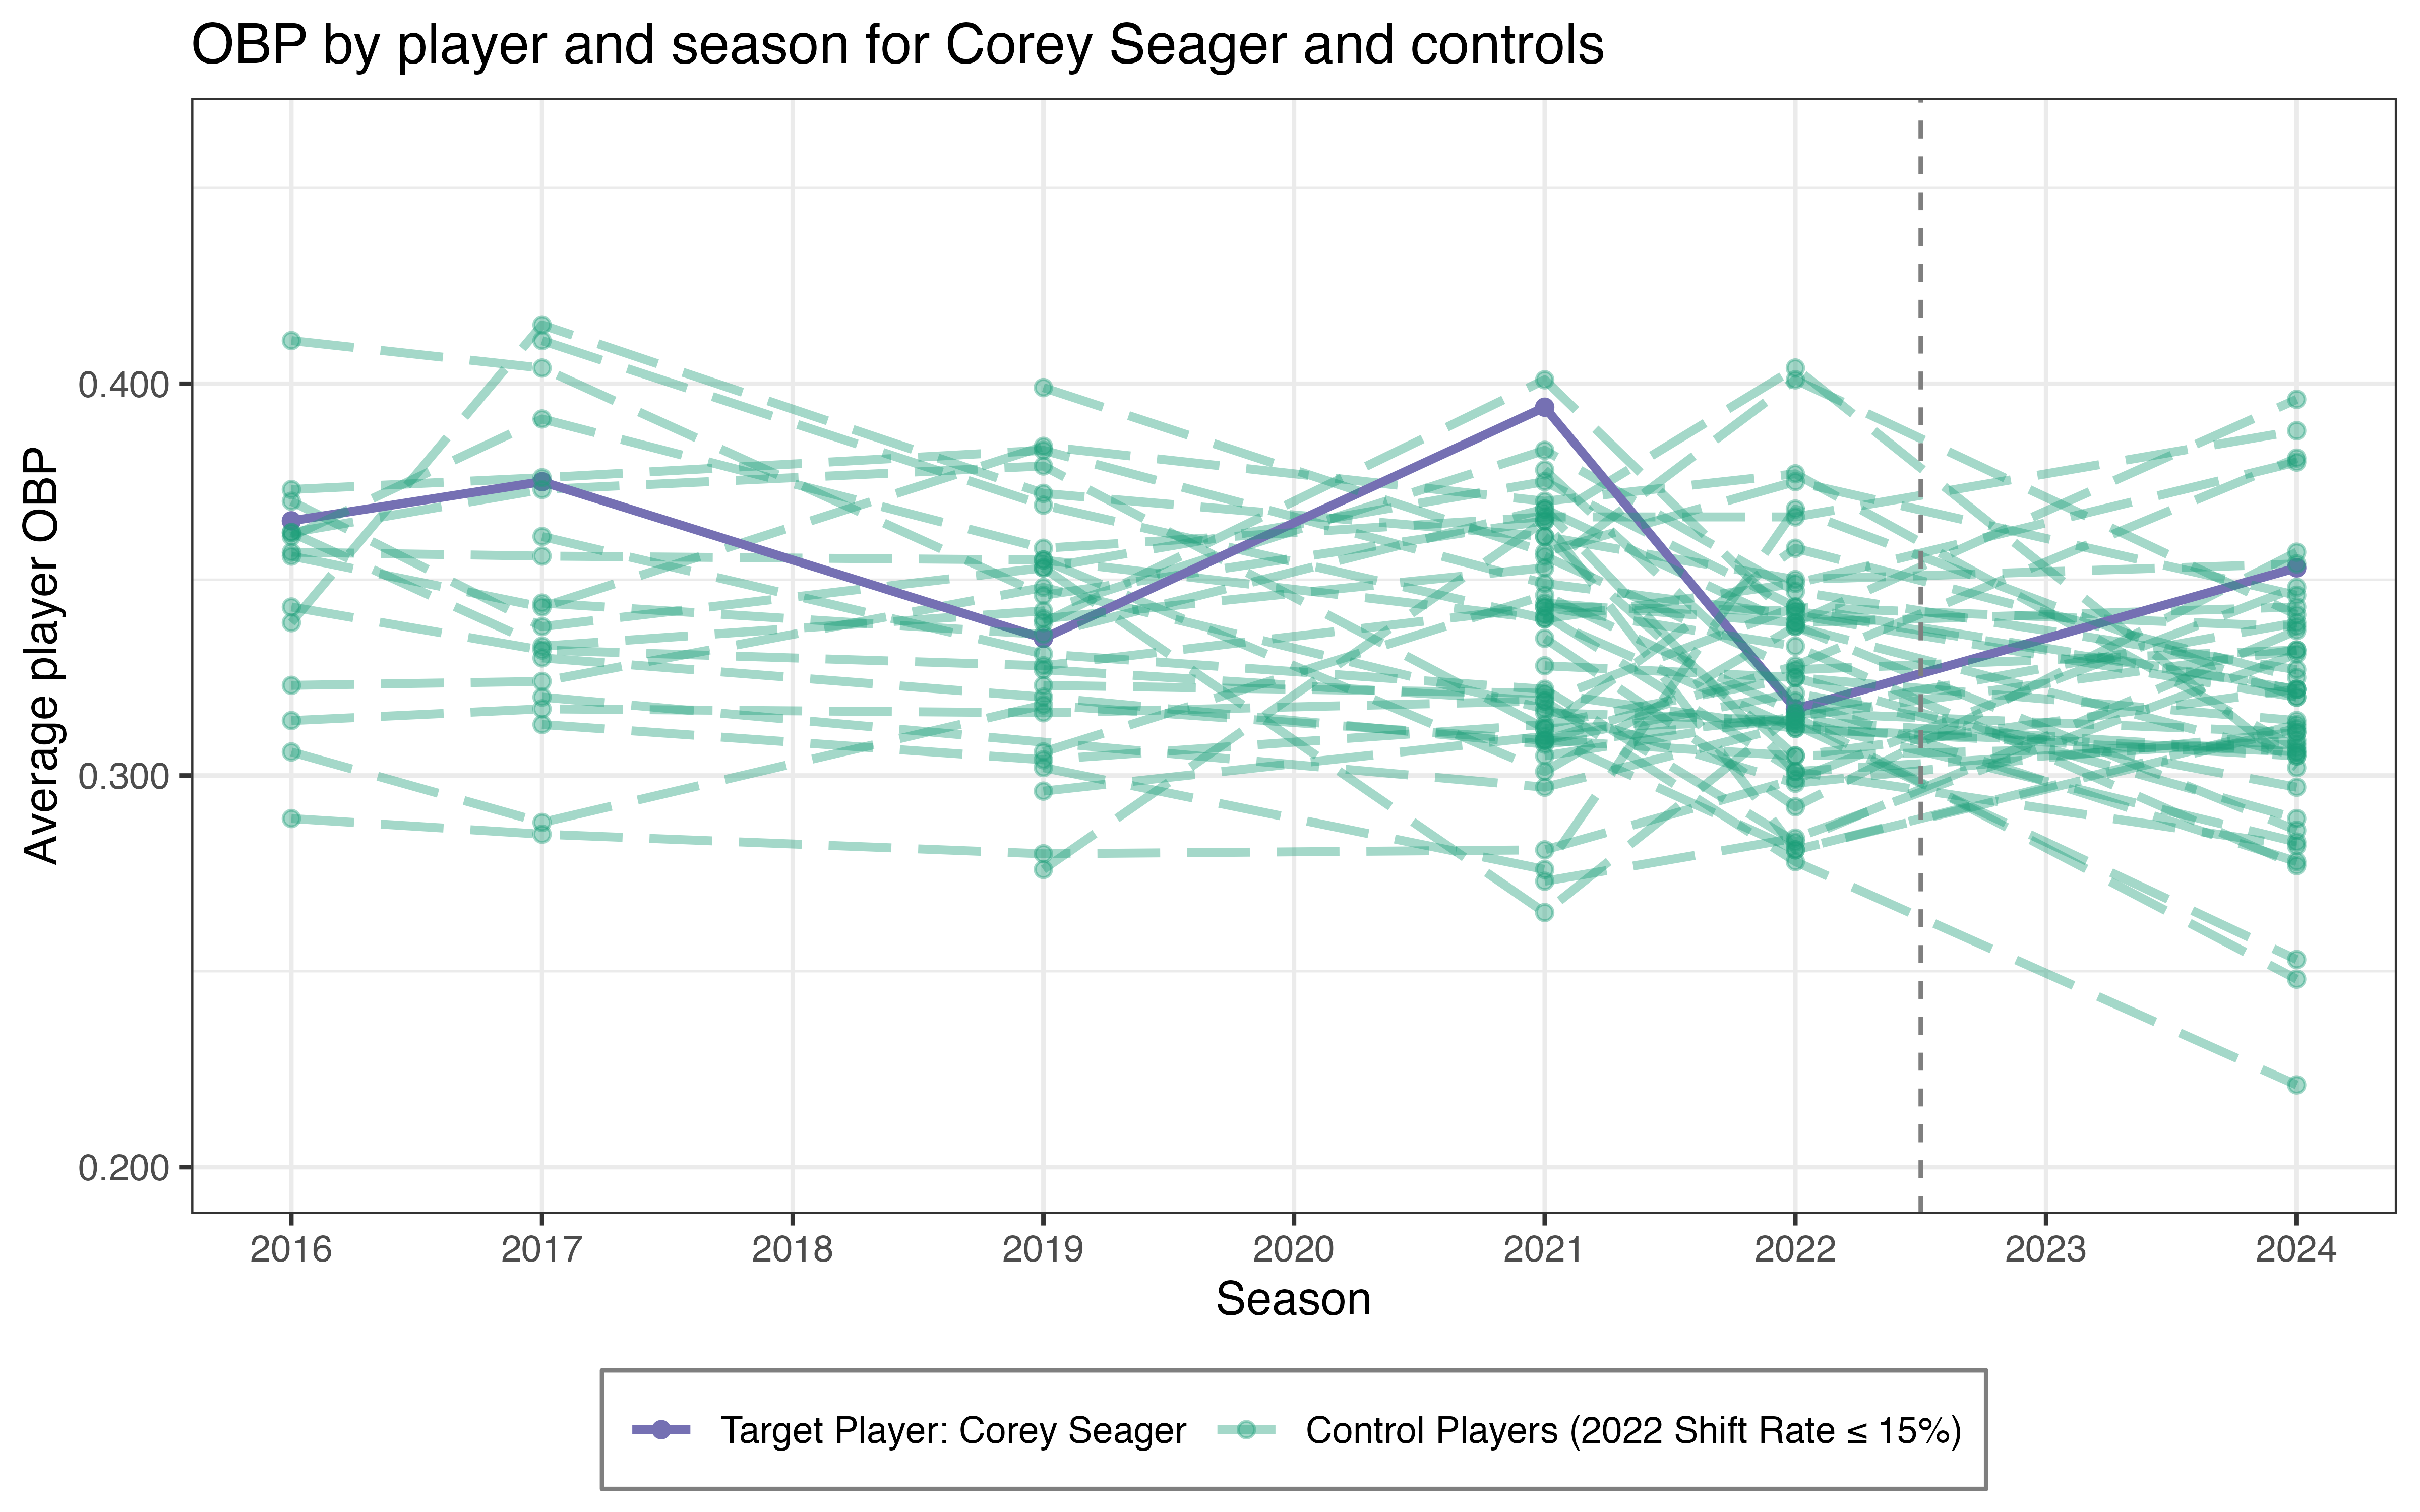 OBP by player and season for Corey Seager and controls
Average player OBP
0.400
0.300
0.200
2016 2017 2018 2019 2020 2021 2022 2023 2024
Season
Target Player: Corey Seager Control Players (2022 Shift Rate ≤ 15%)